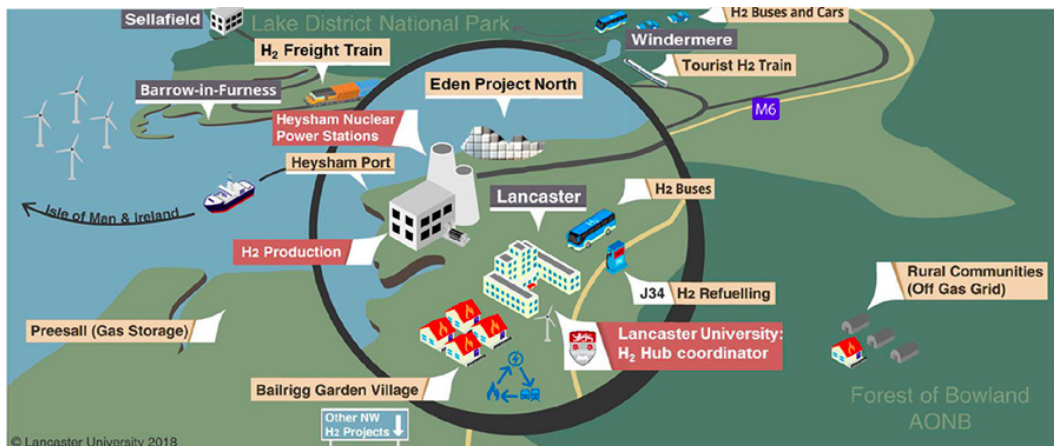 Sellafield
Lake District National Park
H₂ Buses and Cars
H₂ Freight Train
Windermere
Tourist H₂ Train
Barrow-in-Furness
Eden Project North
M6
Heysham Nuclear
Power Stations
Heysham Port
Lancaster
H₂ Buses
Isle of Men & Ireland
H2 Production
Rural Communities
(Off Gas Grid)
J34 H₂ Refuelling
Preesall (Gas Storage)
Lancaster University:
H₂ Hub coordinator
Bailrigg Garden Village
Forest of Bowland
AONB
Other NW
H₂ Projects
© Lancaster University 2018